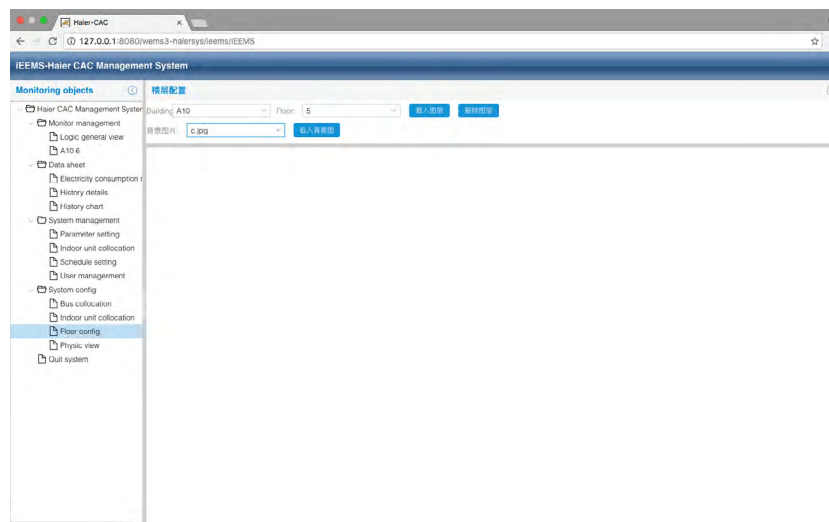 Haier-CAC
127.0.0.1:8080/wems3-haiersys/ieems/IEEMS
iEEMS-Haier CAC Management System
Monitoring objects
楼层配置
Haier CAC Management Syster
Building A10 Floor: 5 载入图层 删除图层
背景图片: c.jpg 载入背景图
Monitor management
Logic general view
A10 6
Data sheet
Electricity consumption r
History details
History chart
System management
Parameter setting
Indoor unit collocation
Schedule setting
User managerment
System config
Bus collocation
Indoor unit collocation
Floor config
Physic view
Quit system